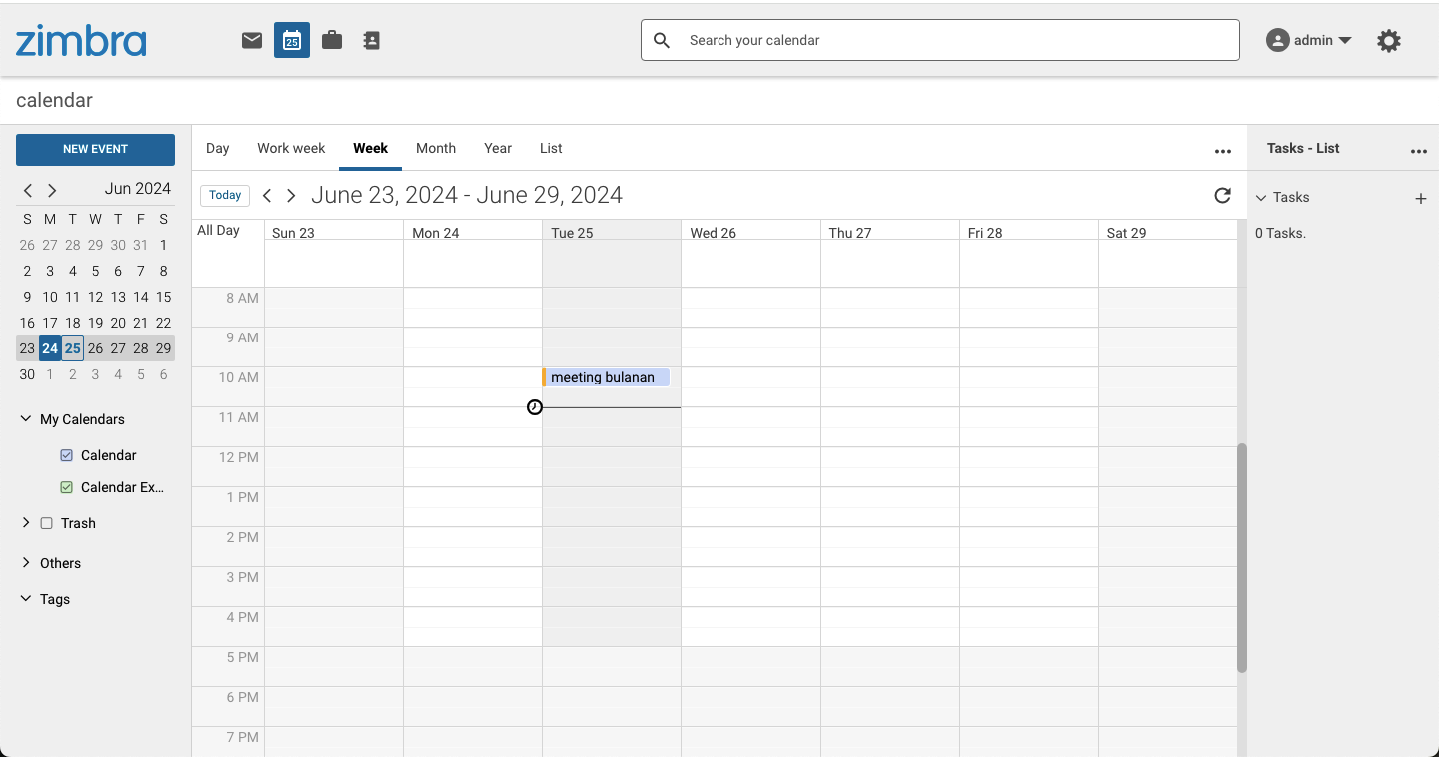 zimbra
25
Search your calendar
admin
calendar
NEW EVENT
Jun 2024
S M T W T F S
26 27 28 29 30 31 1
2 3 4 5 6 7 8
9 10 11 12 13 14 15
16 17 18 19 20 21 22
23 24 25 26 27 28 29
30 1 2 3 4 5 6
My Calendars
Calendar
Calendar Ex...
Trash
Others
Tags
Day Work week Week Month Year List
Today June 23, 2024 - June 29, 2024
All Day Sun 23 Mon 24 Tue 25 Wed 26 Thu 27 Fri 28 Sat 29
8 AM
9 AM
10 AM meeting bulanan
11 AM
12 PM
1 PM
2 PM
3 PM
4 PM
5 PM
6 PM
7 PM
Tasks - List
Tasks
0 Tasks.